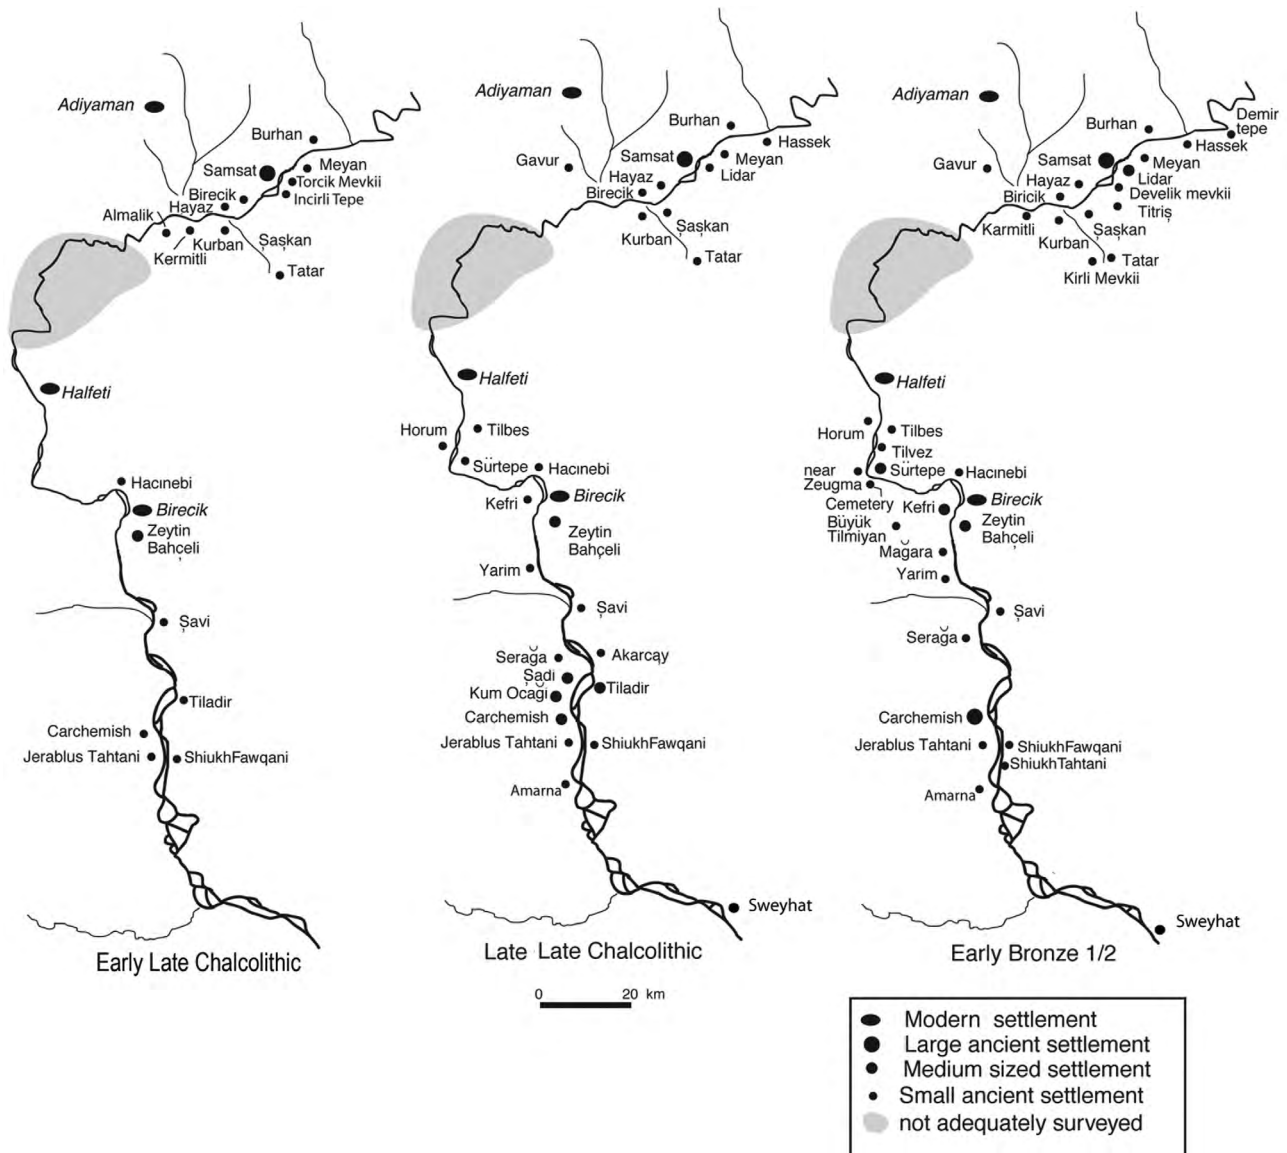 Adiyaman
Burhan
Samsat
Meyan
Torcik Mevkii
Birecik
Incirli Tepe
Hayaz
Almalik
Kurban
Şaşkan
Kermitli
Tatar
Halfeti
Hacınebi
Birecik
Zeytin
Bahçeli
Şavi
Tiladir
Carchemish
Jerablus Tahtani
ShiukhFawqani
Early Late Chalcolithic
Adiyaman
Burhan
Hassek
Gavur
Samsat
Meyan
Lidar
Hayaz
Birecik
Şaşkan
Kurban
Tatar
Halfeti
Horum
Tilbes
Sürtepe
Hacınebi
Kefri
Birecik
Zeytin
Bahçeli
Yarim
Şavi
Serağa
Akarcay
Şadi
Kum Ocağı
Tiladir
Carchemish
Jerablus Tahtani
ShiukhFawqani
Amarna
Sweyhat
Late Late Chalcolithic
0 20 km
Adiyaman
Demir
tepe
Burhan
Hassek
Gavur
Samsat
Meyan
Lidar
Hayaz
Develik mevkii
Biricik
Titriş
Karmitli
Şaşkan
Kurban
Tatar
Kirli Mevkii
Halfeti
Horum
Tilbes
Tilvez
near
Zeugma
Sürtepe
Hacınebi
Cemetery
Kefri
Birecik
Büyük
Tilmiyan
Zeytin
Bahçeli
Mağara
Yarim
Şavi
Serağa
Carchemish
Jerablus Tahtani
ShiukhFawqani
ShiukhTahtani
Amarna
Sweyhat
Early Bronze 1/2
Modern settlement
Large ancient settlement
Medium sized settlement
Small ancient settlement
not adequately surveyed